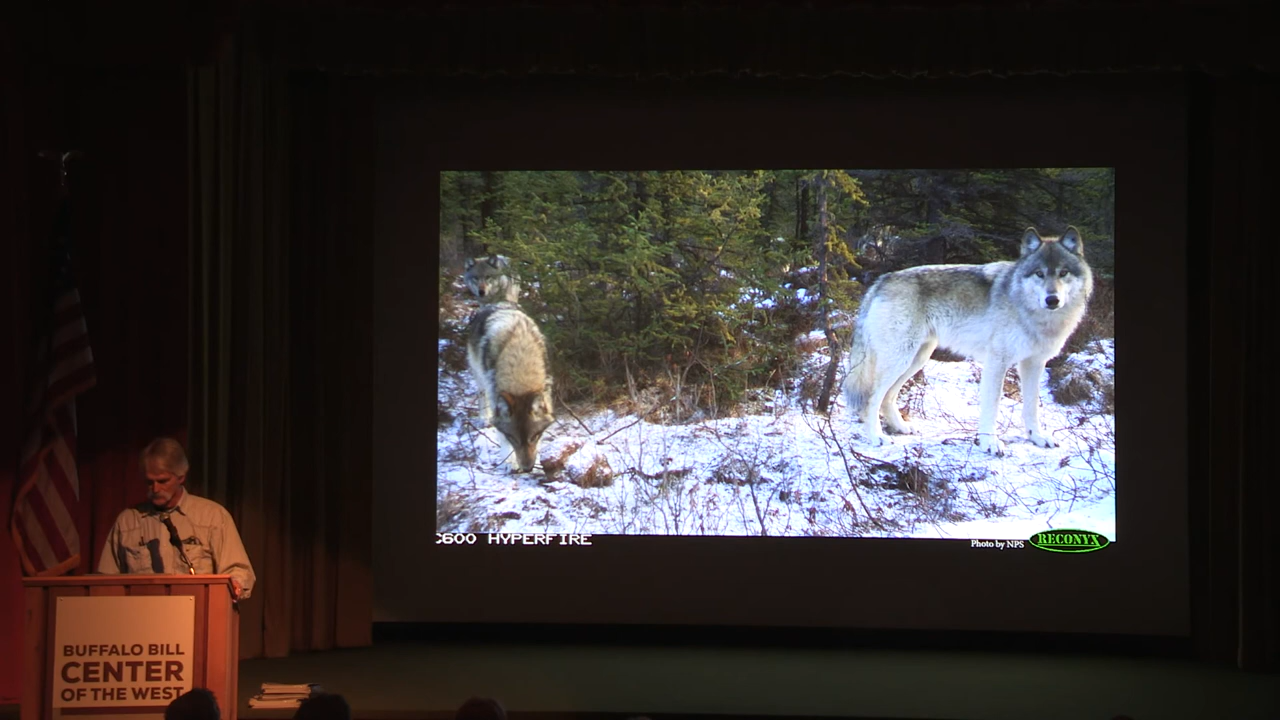 C600 HYPERFIRE
Photo by NPS
RECONYX
BUFFALO BILL
CENTER
OF THE WEST